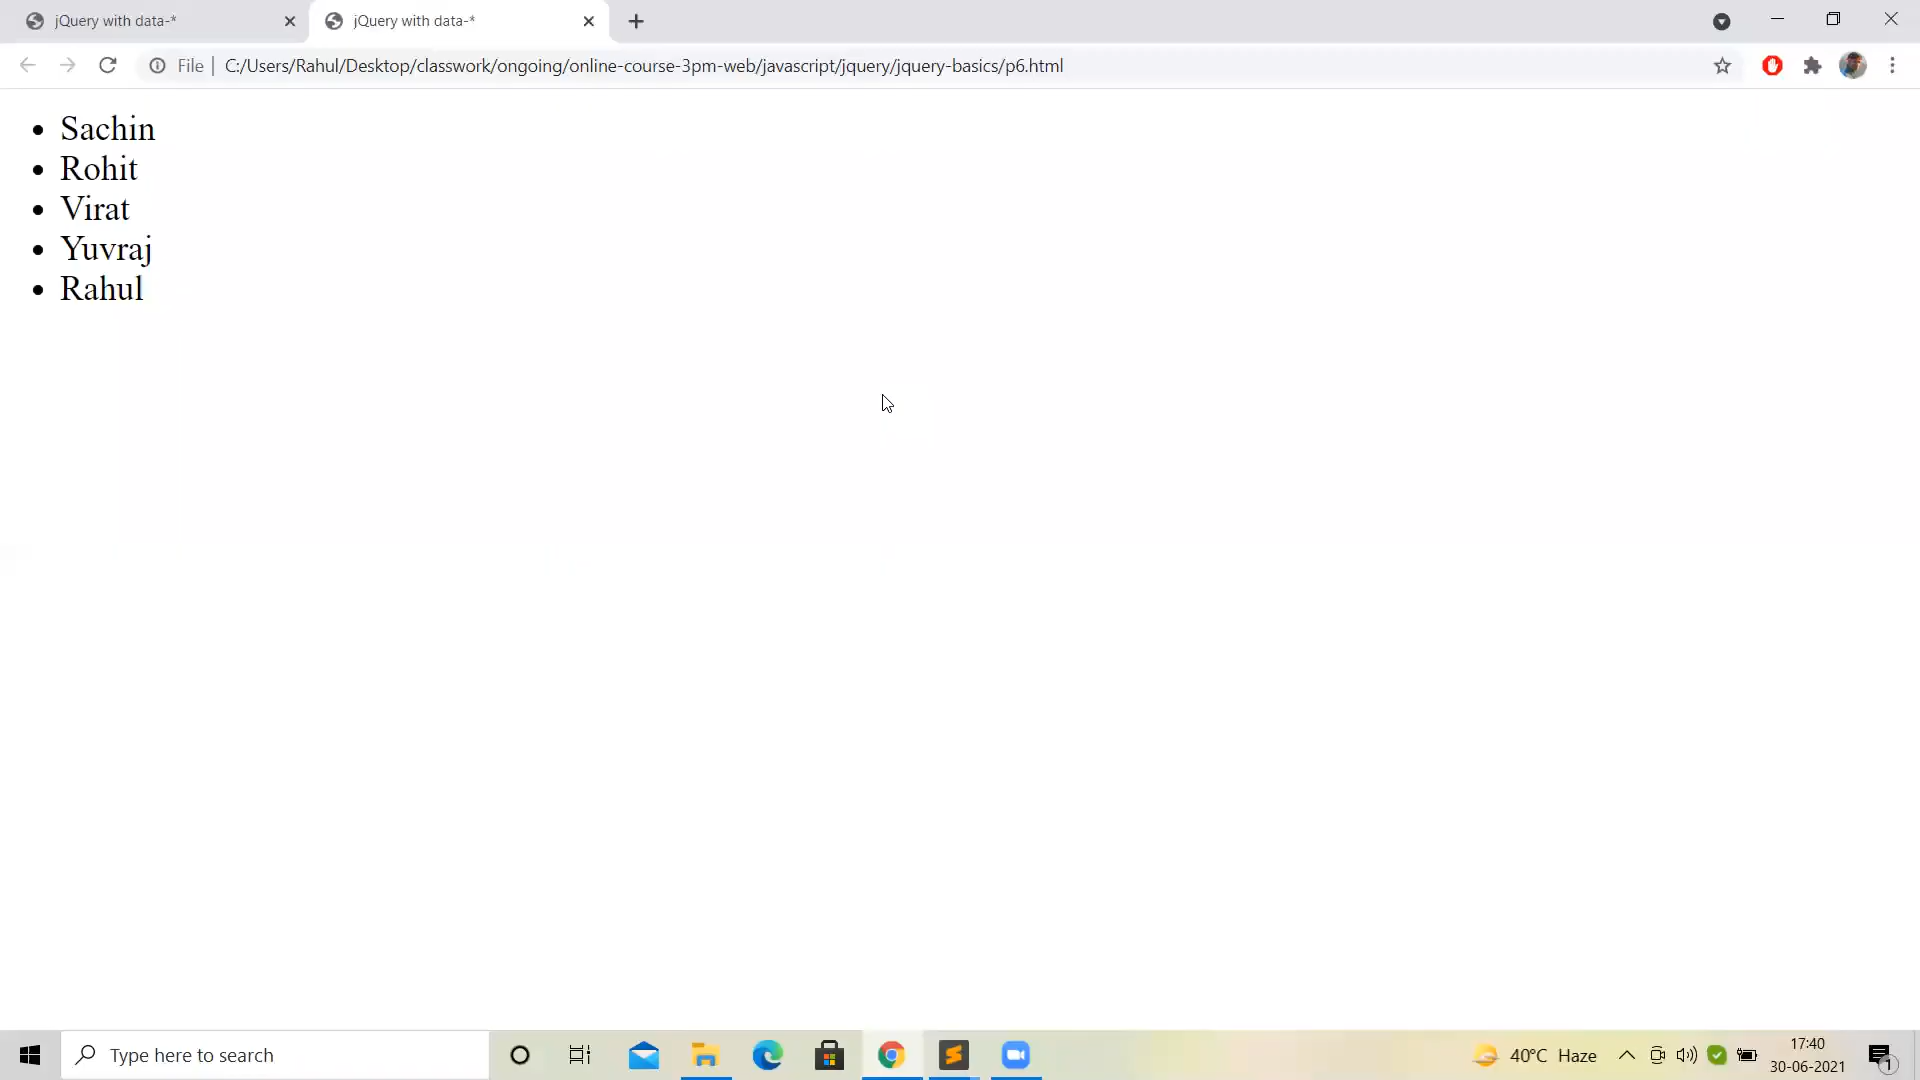 jQuery with data-*
jQuery with data-*
File | C:/Users/Rahul/Desktop/classwork/ongoing/online-course-3pm-web/javascript/jquery/jquery-basics/p6.html
Sachin
Rohit
Virat
Yuvraj
Rahul
Type here to search
40°C Haze
17:40
30-06-2021
1